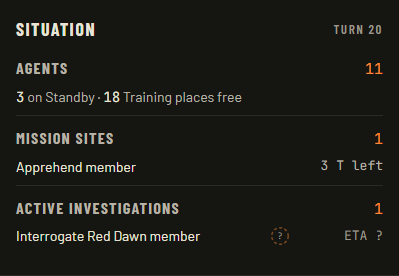 SITUATION TURN 20
AGENTS 11
3 on Standby · 18 Training places free
MISSION SITES 1
Apprehend member 3 T left
ACTIVE INVESTIGATIONS 1
Interrogate Red Dawn member ? ETA ?